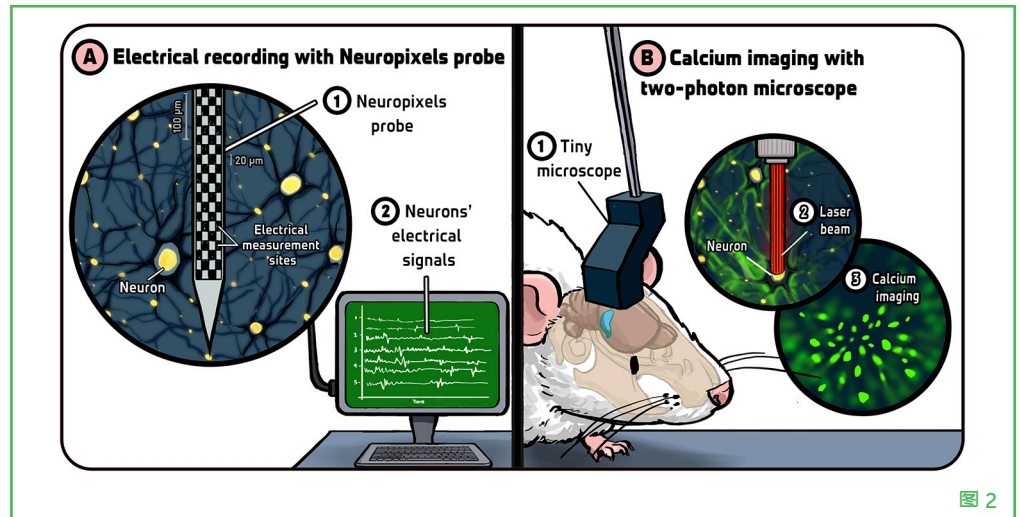 A Electrical recording with Neuropixels probe
1 Neuropixels
probe
100 µm
20 µm
Electrical
measurement
sites
Neuron
2 Neurons’
electrical
signals
1
2
3
4
5
Time
B Calcium imaging with
two-photon microscope
1 Tiny
microscope
2 Laser
beam
Neuron
3 Calcium
imaging
图 2